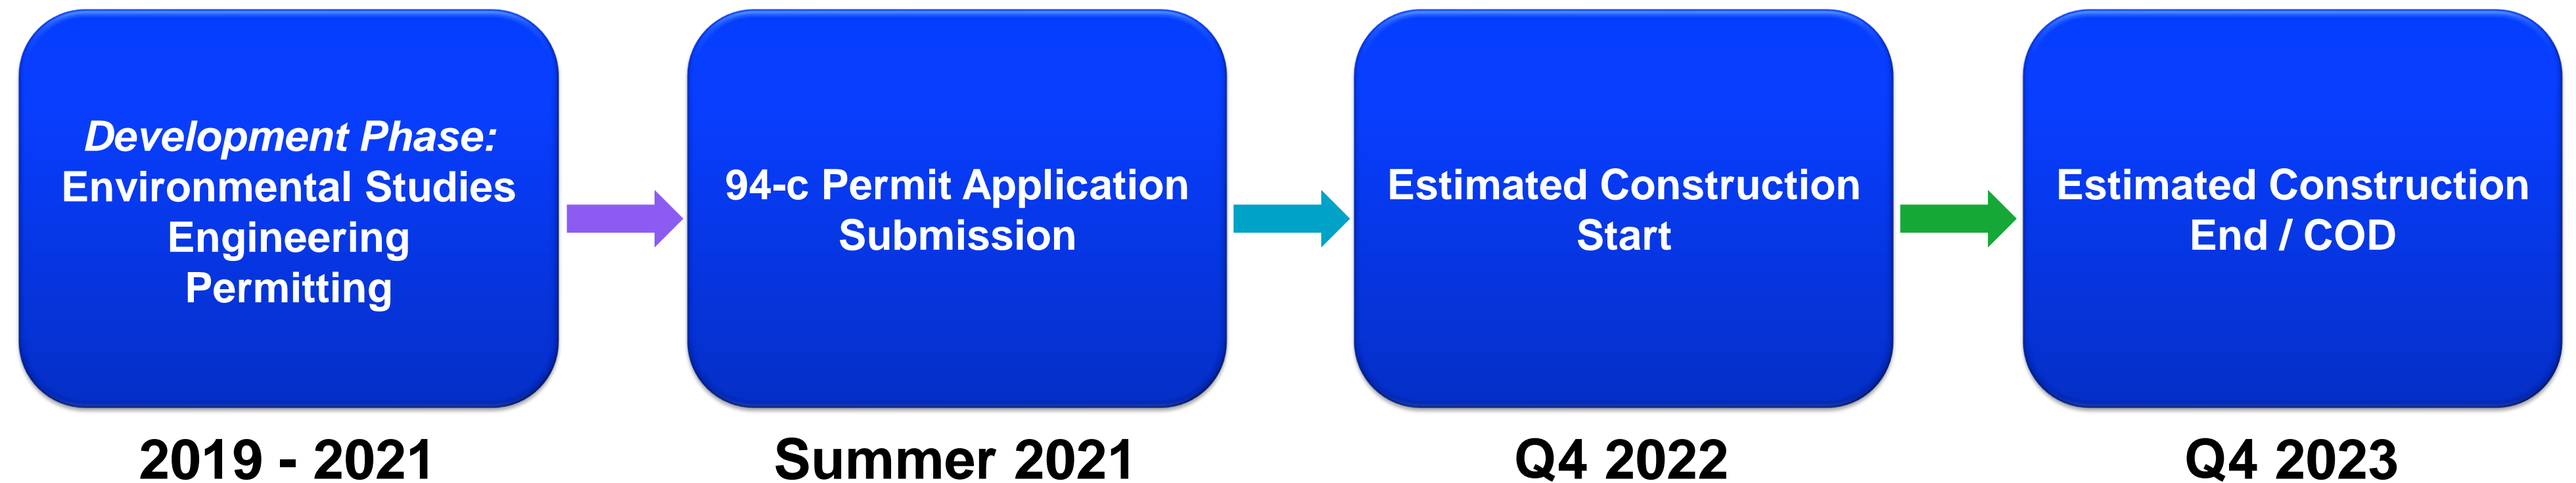 Development Phase:
Environmental Studies
Engineering
Permitting
2019 - 2021
94-c Permit Application
Submission
Summer 2021
Estimated Construction
Start
Q4 2022
Estimated Construction
End / COD
Q4 2023